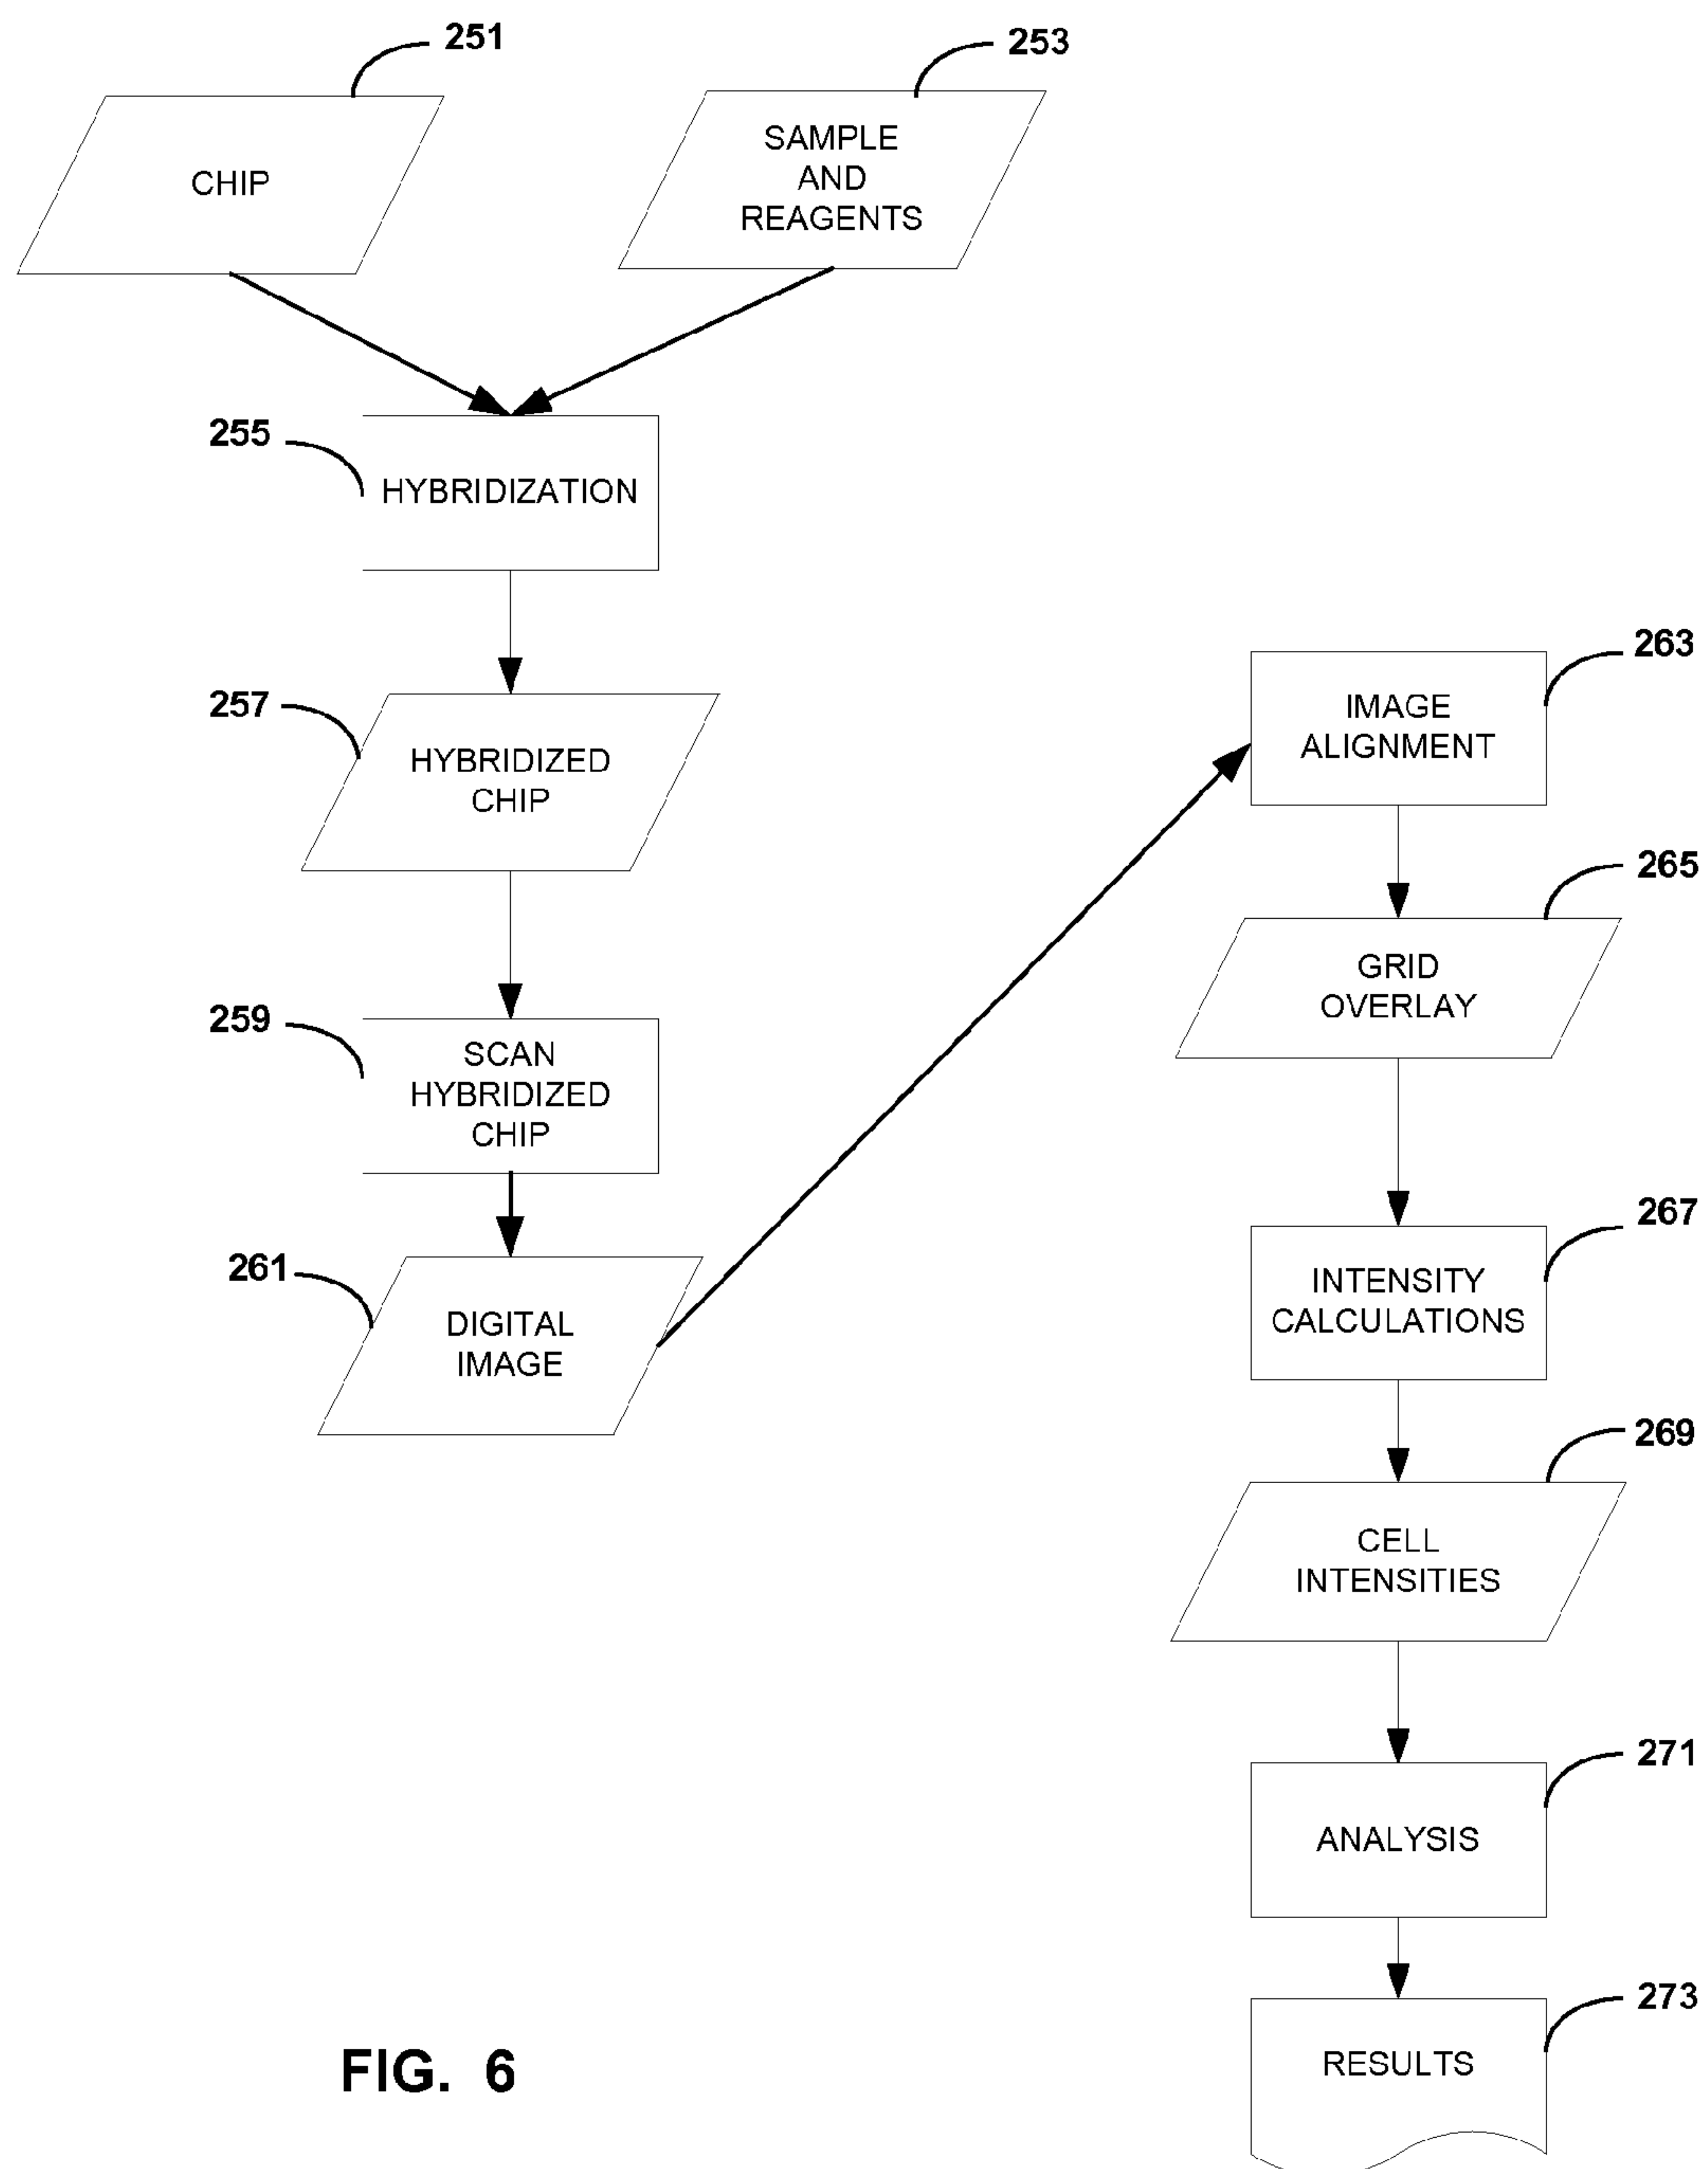 251
253
CHIP
SAMPLE
AND
REAGENTS
255
HYBRIDIZATION
257
HYBRIDIZED
CHIP
259
SCAN
HYBRIDIZED
CHIP
261
DIGITAL
IMAGE
263
IMAGE
ALIGNMENT
265
GRID
OVERLAY
267
INTENSITY
CALCULATIONS
269
CELL
INTENSITIES
271
ANALYSIS
273
RESULTS
FIG. 6